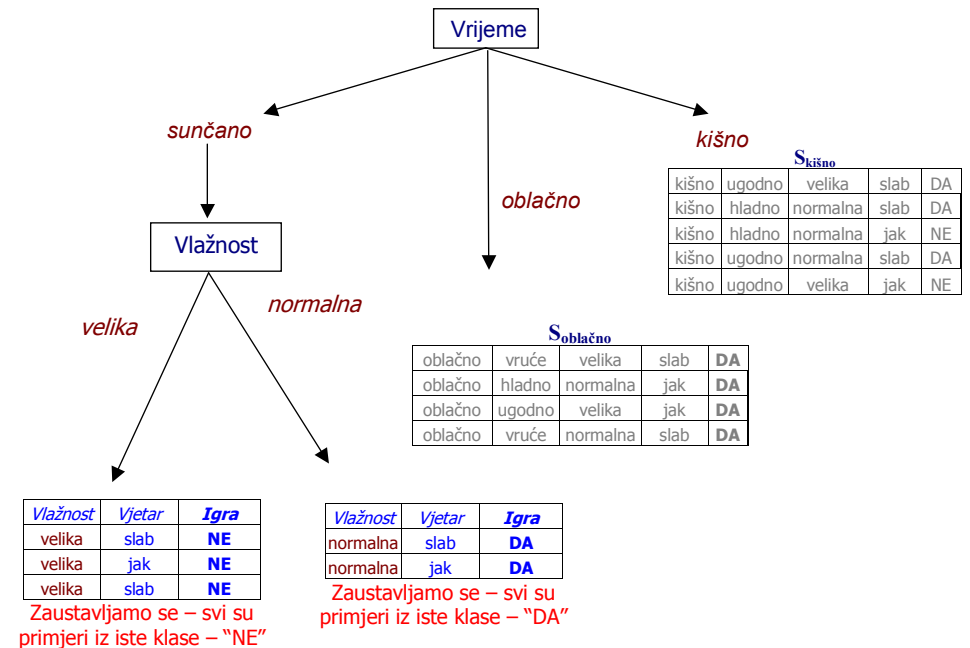 Vrijeme
sunčano
oblačno
kišno
S kišno
kišno ugodno velika slab DA
kišno hladno normalna slab DA
kišno hladno normalna jak NE
kišno ugodno normalna slab DA
kišno ugodno velika jak NE
Vlažnost
velika
normalna
S oblačno
oblačno vruće velika slab DA
oblačno hladno normalna jak DA
oblačno ugodno velika jak DA
oblačno vruće normalna slab DA
Vlažnost Vjetar Igra
velika slab NE
velika jak NE
velika slab NE
Zaustavljamo se – svi su
primjeri iz iste klase – “NE”
Vlažnost Vjetar Igra
normalna slab DA
normalna jak DA
Zaustavljamo se – svi su
primjeri iz iste klase – “DA”